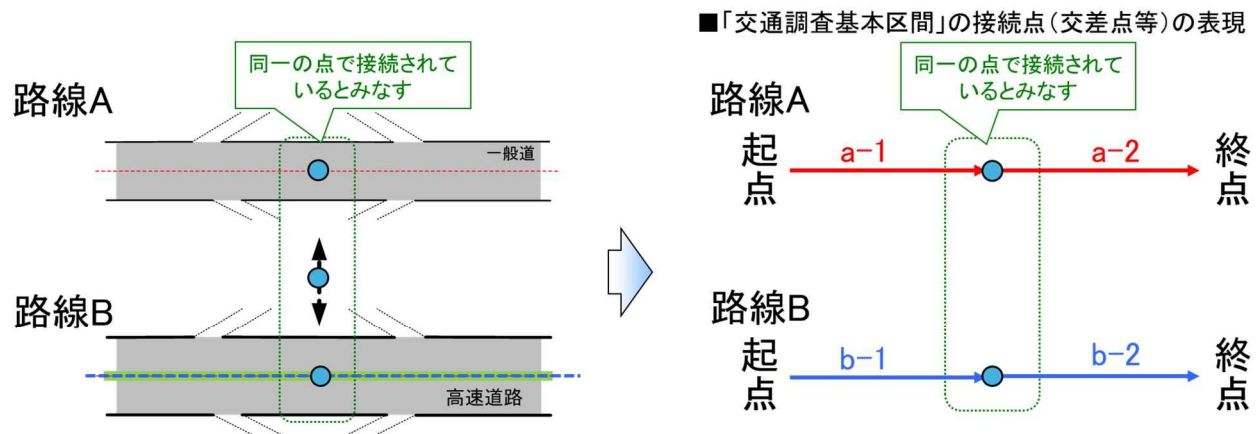 ■「交通調査基本区間」の接続点(交差点等)の表現
同一の点で接続されて
いるとみなす
路線A
一般道
路線B
高速道路
同一の点で接続されて
いるとみなす
路線A
起点
a-1
a-2
終点
路線B
起点
b-1
b-2
終点